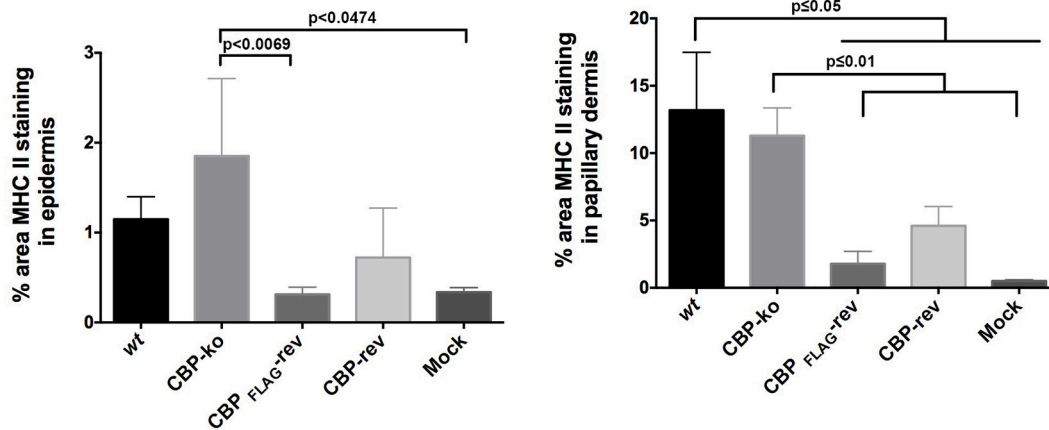 p<0.0474
p<0.0069
3
2
1
0
% area MHC II staining
in epidermis
wt
CBP-ko
CBP FLAG-rev
CBP-rev
Mock
p≤0.05
p≤0.01
20
15
10
5
0
% area MHC II staining
in papillary dermis
wt
CBP-ko
CBP FLAG-rev
CBP-rev
Mock